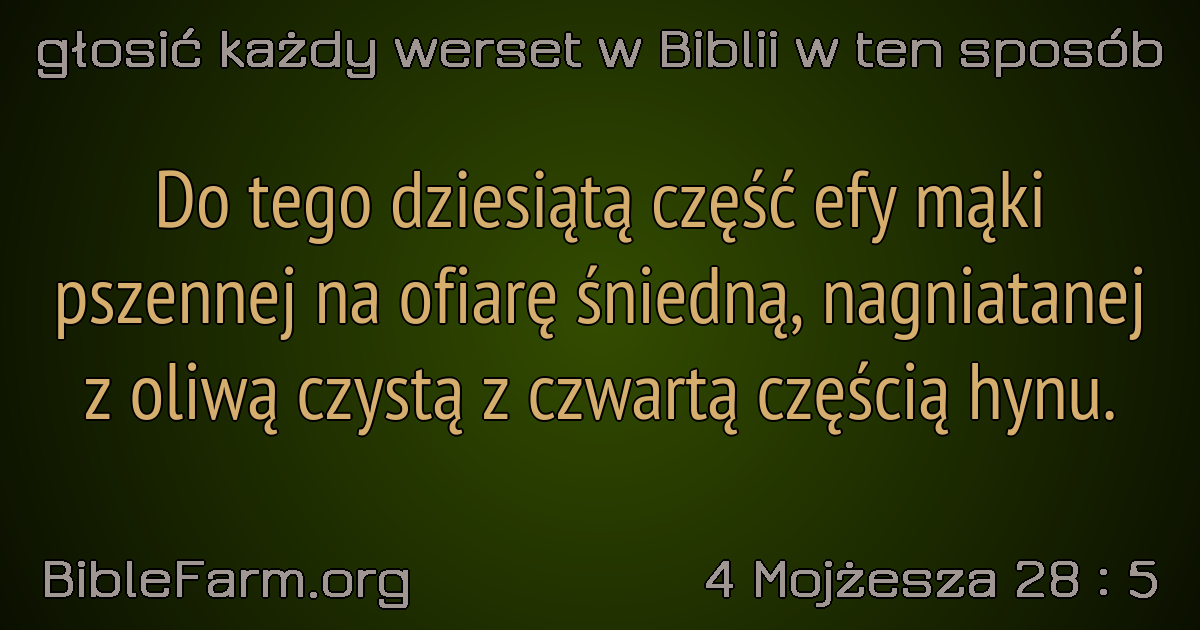 głosić każdy werset w Biblii w ten sposób
Do tego dziesiątą część efy mąki
pszennej na ofiarę śniedną, nagniatanej
z oliwą czystą z czwartą częścią hynu.
BibleFarm.org
4 Mojżesza 28 : 5